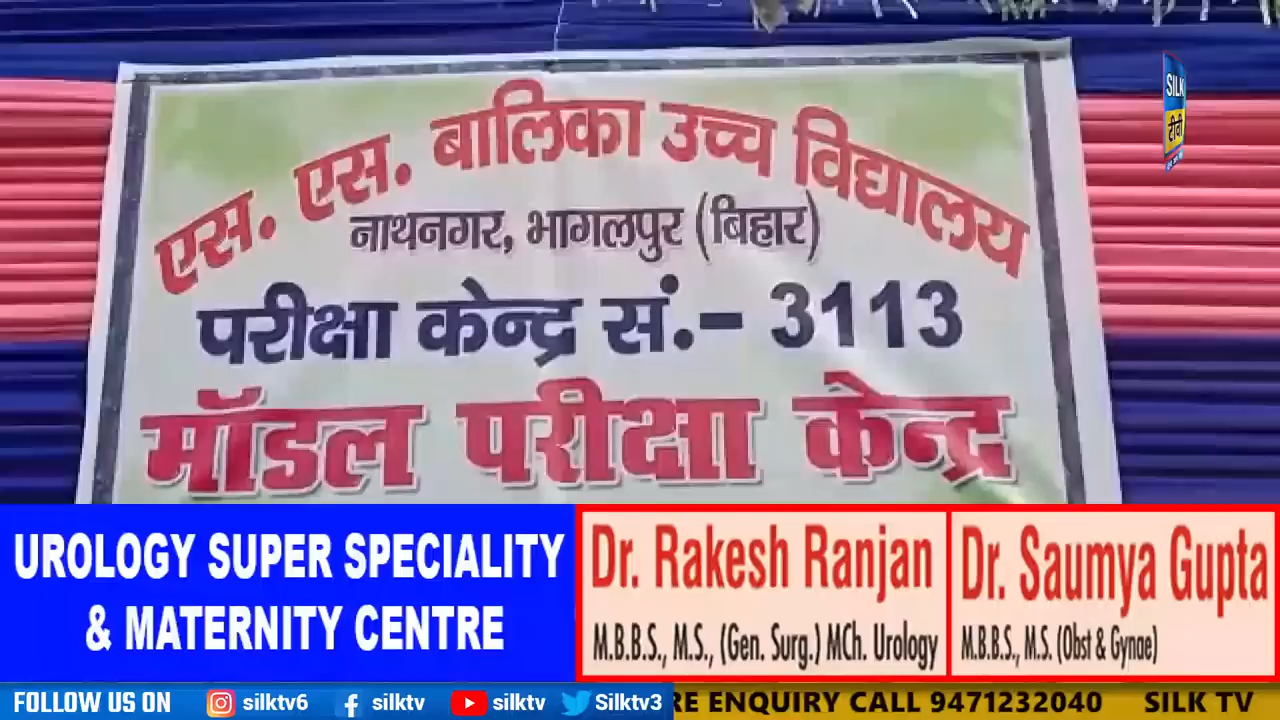 एस. एस. बालिका उच्च विद्यालय
नाथनगर, भागलपुर (बिहार)
परीक्षा केन्द्र सं.- 3113
मॉडल परीक्षा केन्द्र
SILK
टीवी
UROLOGY SUPER SPECIALITY
& MATERNITY CENTRE
Dr. Rakesh Ranjan
M.B.B.S., M.S., (Gen. Surg.) MCh. Urology
Dr. Saumya Gupta
M.B.B.S., M.S. (Obst & Gynae)
FOLLOW US ON silktv6 silktv silktv Silktv3
RE ENQUIRY CALL 9471232040 SILK TV